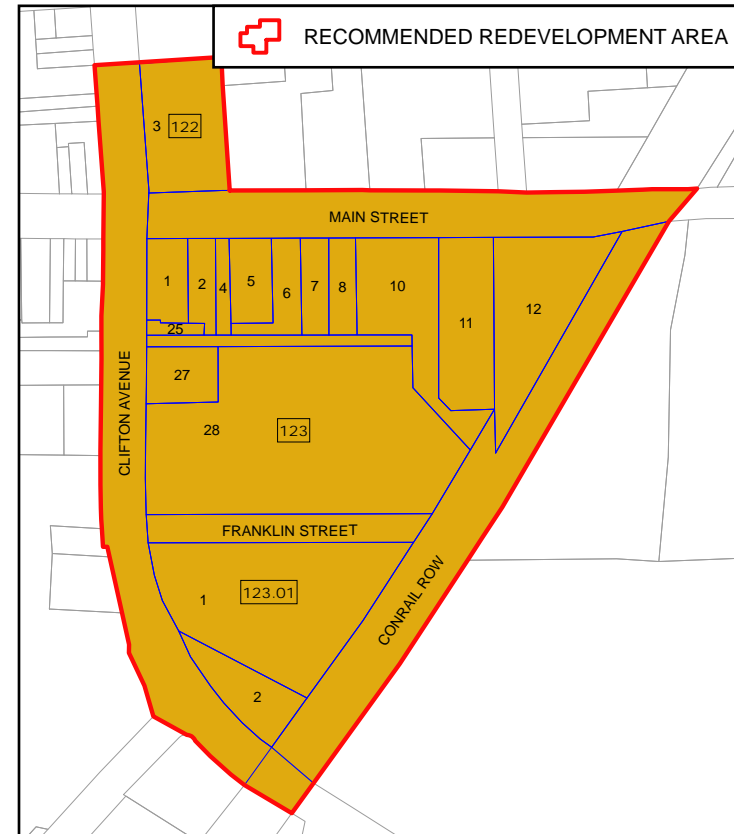 RECOMMENDED REDEVELOPMENT AREA
3 122
MAIN STREET
1 2 4 5 6 7 8 10 11 12
25
27
28 123
CLIFTON AVENUE
FRANKLIN STREET
1 123.01
CONRAIL ROW
2